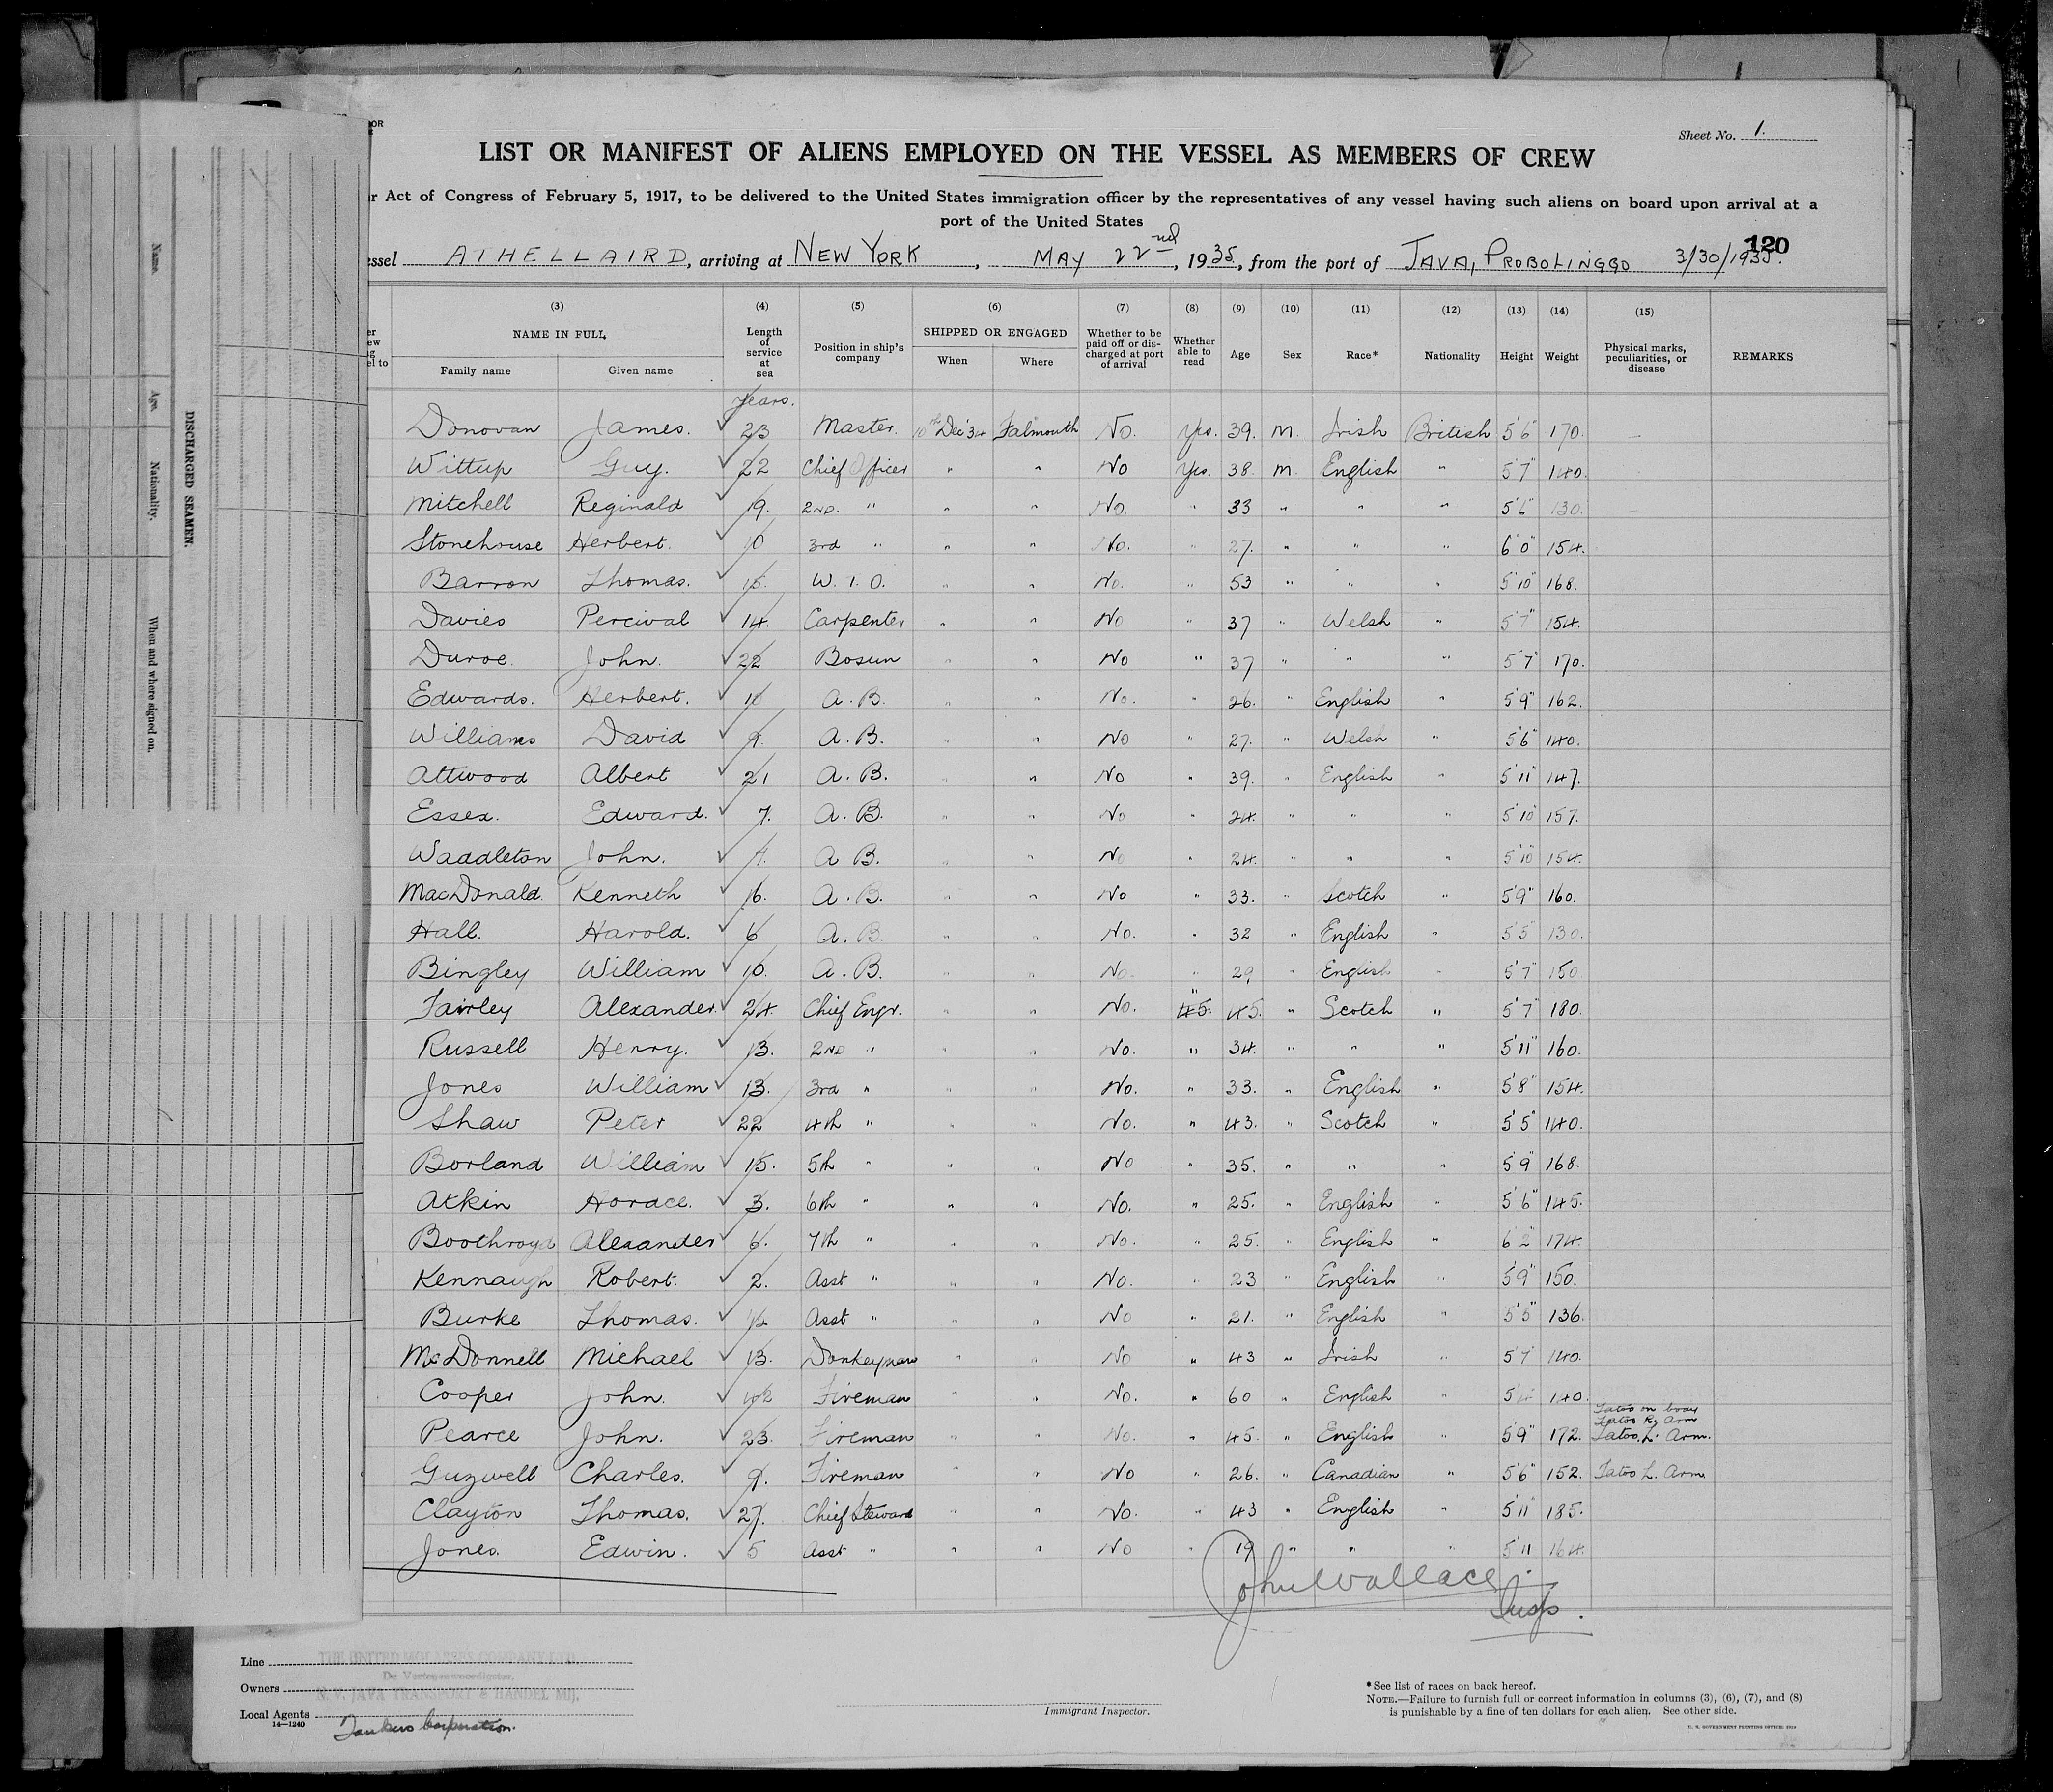 OR
Sheet No. 1.
LIST OR MANIFEST OF ALIENS EMPLOYED ON THE VESSEL AS MEMBERS OF CREW
r Act of Congress of February 5, 1917, to be delivered to the United States immigration officer by the representatives of any vessel having such aliens on board upon arrival at a
port of the United States
120
essel ATHELLAIRD, arriving at NEW YORK, MAY 22nd, 1935, from the port of JAVA, PROBOLINGGO 3/30/1935.
(3) (4) (5) (6) (7) (8) (9) (10) (11) (12) (13) (14) (15)
NAME IN FULL Family name Given name Length of service at sea Position in ship's company SHIPPED OR ENGAGED When Where Whether to be paid off or discharged at port of arrival Whether able to read Age Sex Race* Nationality Height Weight Physical marks, peculiarities, or disease REMARKS
years.
Donovan James. 23 Master. 10th Dec '34 Falmouth No. Yes. 39. M. Irish British 5'6" 170. —
Wittup Guy. 22 Chief Officer " " No Yes. 38. M. English " 5'7" 140.
Mitchell Reginald 19. 2ND. " " " No. " 33 " " " 5'6" 130. —
Stonehouse Herbert. 10 3rd " " " No. " 27. " " " 6'0" 154.
Barron Thomas. 15. W. I. O. " " No. " 53 " " " 5'10" 168.
Davies Percival 14. Carpenter " " No " 37 " Welsh " 5'7" 154.
Duroe John. 22 Bosun " " No " 37 " " " 5'7" 170.
Edwards. Herbert. 10 A. B. " " No. " 26. " English " 5'9" 162.
Williams David 9. A. B. " " No " 27. " Welsh " 5'6" 140.
Attwood Albert 21 A. B. " " No " 39. " English " 5'11" 147.
Essex. Edward. 7. A. B. " " No " 24. " " " 5'10" 157.
Waddleton John. 7. A B. " " No " 24. " " " 5'10" 154.
MacDonald. Kenneth 16. A. B. " " No " 33. " Scotch " 5'9" 160.
Hall. Harold. 6 A. B. " " No. " 32 " English " 5'5" 130.
Bingley William 10. A. B. " " No. " 29 " English " 5'7" 150
Fairley Alexander. 24. Chief Engr. " " No. " 45. 45. " Scotch " 5'7" 180.
Russell Henry. 13. 2ND " " " No. " 34. " " " 5'11" 160.
Jones William 13. 3rd " " " No. " 33. " English " 5'8" 154.
Shaw Peter 22 4th " " " No. " 43. " Scotch " 5'5" 140.
Borland William 15. 5th " " " No " 35. " " " 5'9" 168.
Atkin Horace. 3. 6th " " " No. " 25. " English " 5'6" 145.
Boothroyd Alexander 6. 7th " " " No. " 25. " English " 6'2" 174.
Kennaugh Robert. 2. Asst " " " No. " 23 " English " 5'9" 150.
Burke Thomas. Asst " " " No " 21. " English " 5'5" 136.
McDonnell Michael 13. Donkeyman " " No " 43 " Irish " 5'7" 140.
Cooper John. 42 Fireman " " No. " 60 " English " 140.
Tatoo on body
Tatoo R. Arm
Pearce John. 23. Fireman " " No. " 45. " English " 5'9" 172. Tatoo. L. Arm.
Guzwell Charles. 9. Fireman " " No " 26. " Canadian " 5'6" 152. Tatoo L. Arm.
Clayton Thomas. 27. Chief Steward " " No. " 43 " English " 5'11" 185.
Jones. Edwin. 5 Asst " " " No " 19 " " " 5'11 164.
John Wallace.
Insp.
Line THE UNITED MOLASSES COMPANY LTD.
De Vertegenwoordigster,
Owners N. V. JAVA TRANSPORT & HANDEL MIJ.
Local Agents Tankers Corporation.
14—1240
Immigrant Inspector.
*See list of races on back hereof.
NOTE.—Failure to furnish full or correct information in columns (3), (6), (7), and (8)
is punishable by a fine of ten dollars for each alien. See other side.
DISCHARGED SEAMEN.
Name. Age. Nationality. When and where signed on.